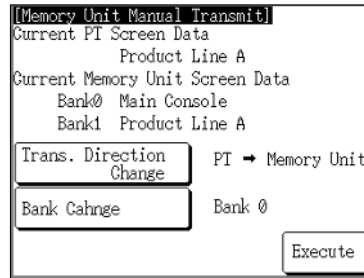 [Memory Unit Manual Transmit]
Current PT Screen Data
Product Line A
Current Memory Unit Screen Data
Bank0 Main Console
Bank1 Product Line A
Trans. Direction
Change
PT → Memory Unit
Bank Cahnge
Bank 0
Execute